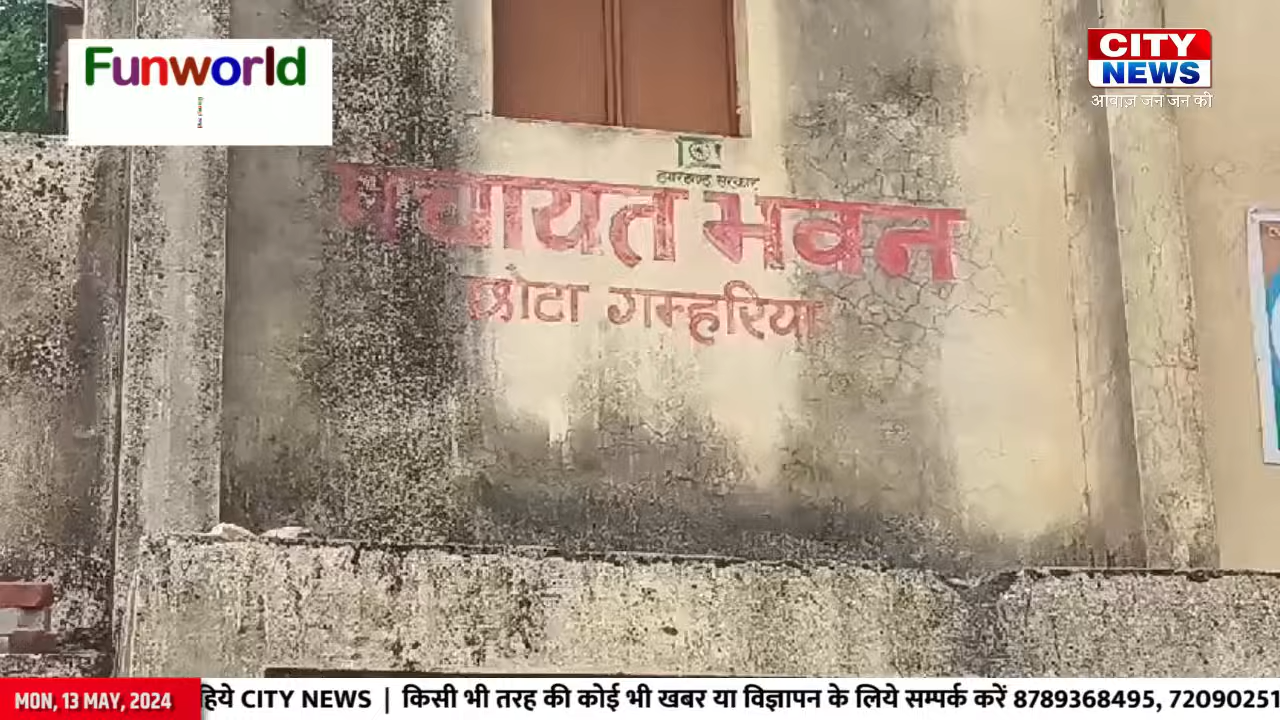 Funworld
CITY
NEWS
आवाज़ जन जन की
झारखण्ड सरकार
पंचायत भवन
छोटा गम्हरिया
MON, 13 MAY, 2024
हिये CITY NEWS | किसी भी तरह की कोई भी खबर या विज्ञापन के लिये सम्पर्क करें 8789368495, 72090251